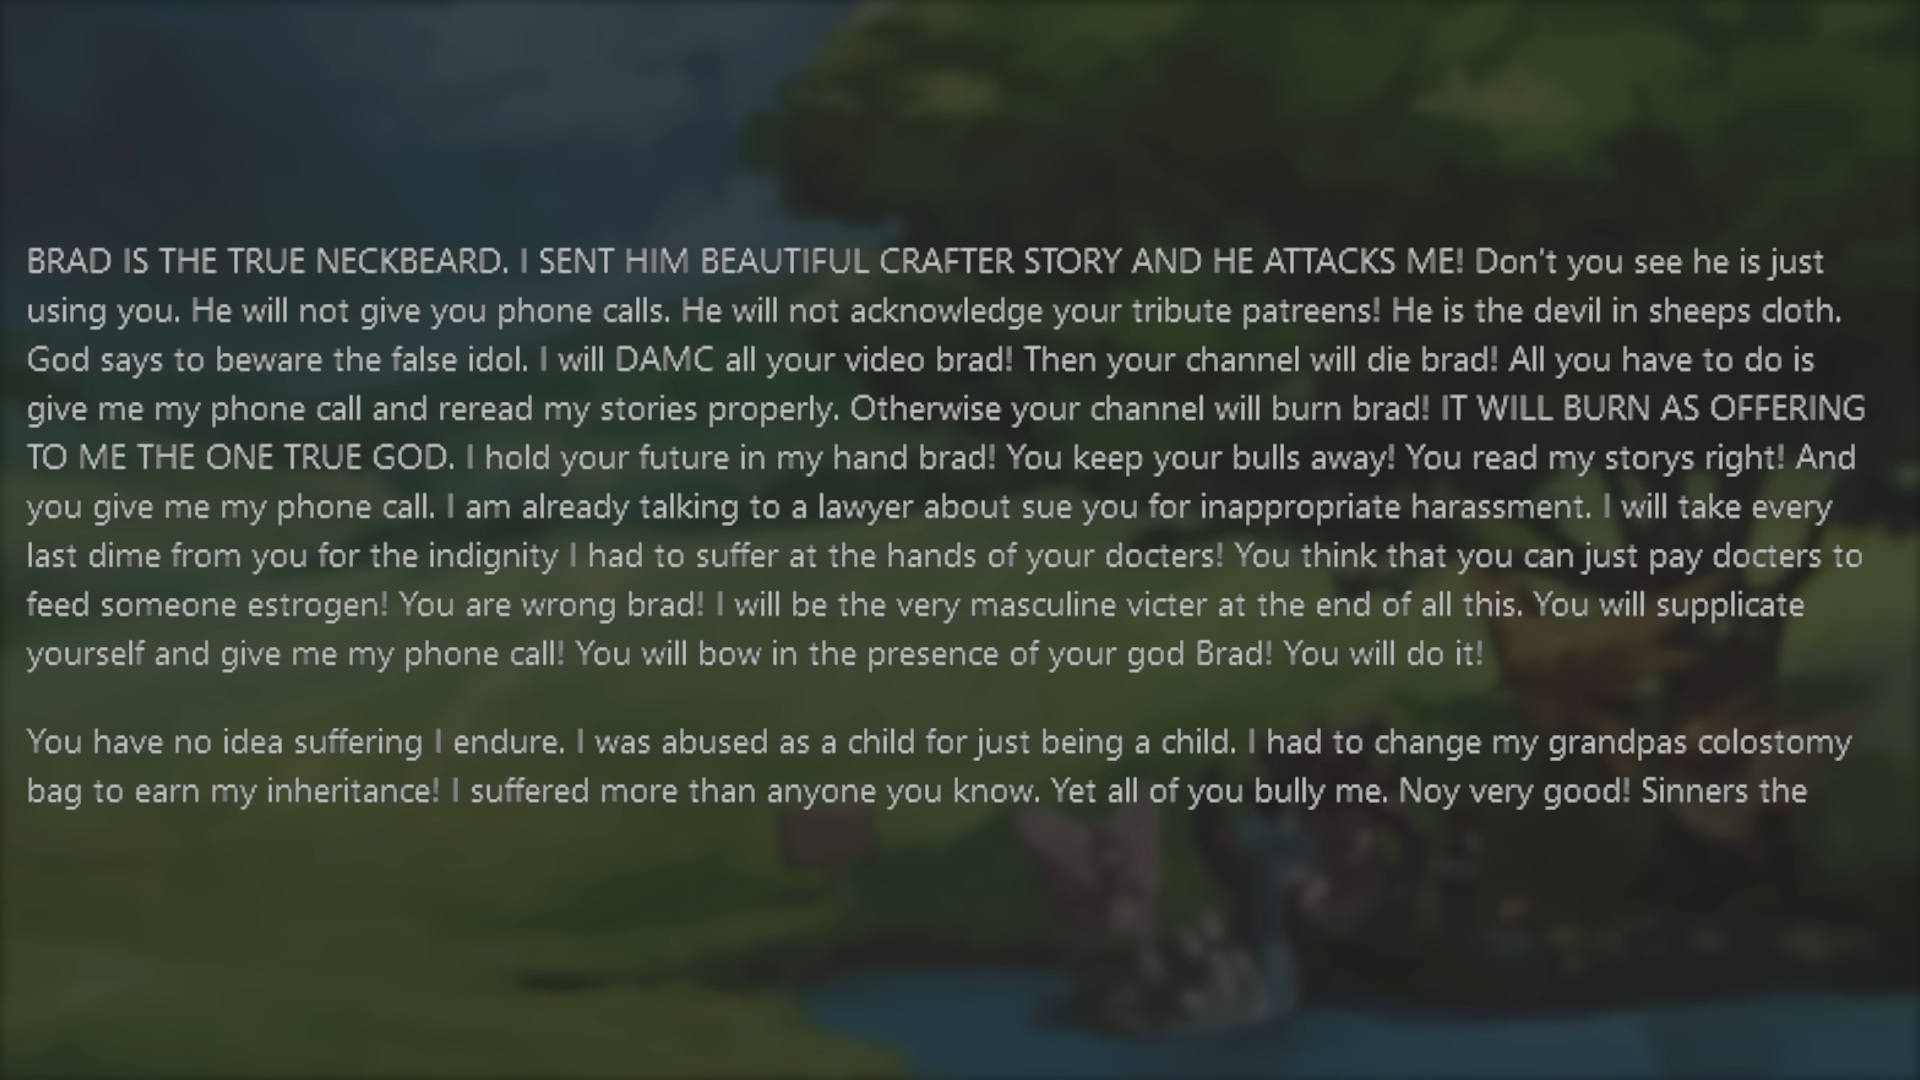 BRAD IS THE TRUE NECKBEARD. I SENT HIM BEAUTIFUL CRAFTER STORY AND HE ATTACKS ME! Don't you see he is just
using you. He will not give you phone calls. He will not acknowledge your tribute patreens! He is the devil in sheeps cloth.
God says to beware the false idol. I will DAMC all your video brad! Then your channel will die brad! All you have to do is
give me my phone call and reread my stories properly. Otherwise your channel will burn brad! IT WILL BURN AS OFFERING
TO ME THE ONE TRUE GOD. I hold your future in my hand brad! You keep your bulls away! You read my storys right! And
you give me my phone call. I am already talking to a lawyer about sue you for inappropriate harassment. I will take every
last dime from you for the indignity I had to suffer at the hands of your docters! You think that you can just pay docters to
feed someone estrogen! You are wrong brad! I will be the very masculine victer at the end of all this. You will supplicate
yourself and give me my phone call! You will bow in the presence of your god Brad! You will do it!
You have no idea suffering I endure. I was abused as a child for just being a child. I had to change my grandpas colostomy
bag to earn my inheritance! I suffered more than anyone you know. Yet all of you bully me. Noy very good! Sinners the